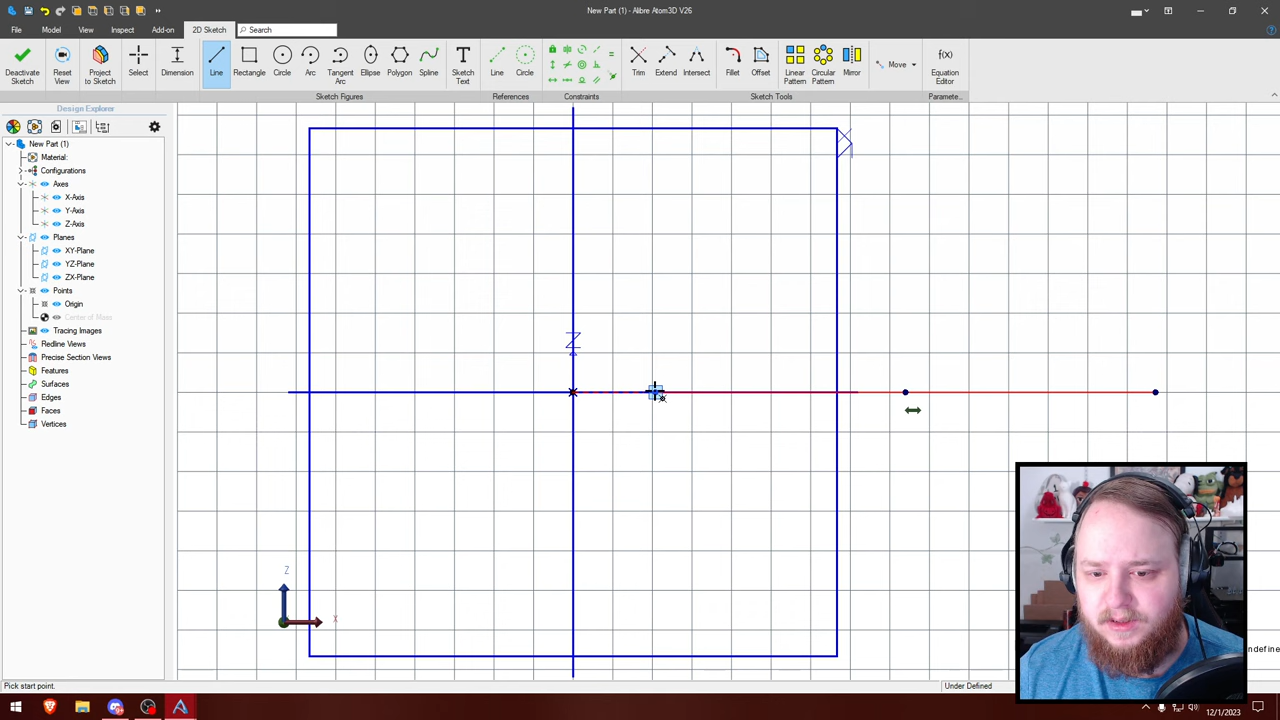 New Part (1) - Alibre Atom3D V26
File
Model
View
Inspect
Add-on
2D Sketch
Search
Deactivate Sketch
Reset View
Project to Sketch
Select
Dimension
Line
Rectangle
Circle
Arc
Tangent Arc
Ellipse
Polygon
Spline
Sketch Text
Line
Circle
Trim
Extend
Intersect
Fillet
Offset
Linear Pattern
Circular Pattern
Mirror
Move
f(x)
Equation Editor
Sketch Figures
References
Constraints
Sketch Tools
Paramete...
Design Explorer
New Part (1)
Material:
Configurations
Axes
X-Axis
Y-Axis
Z-Axis
Planes
XY-Plane
YZ-Plane
ZX-Plane
Points
Origin
Center of Mass
Tracing Images
Redline Views
Precise Section Views
Features
Surfaces
Edges
Faces
Vertices
X
Z
Z
X
ndefine
Pick start point.
Under Defined
12/1/2023